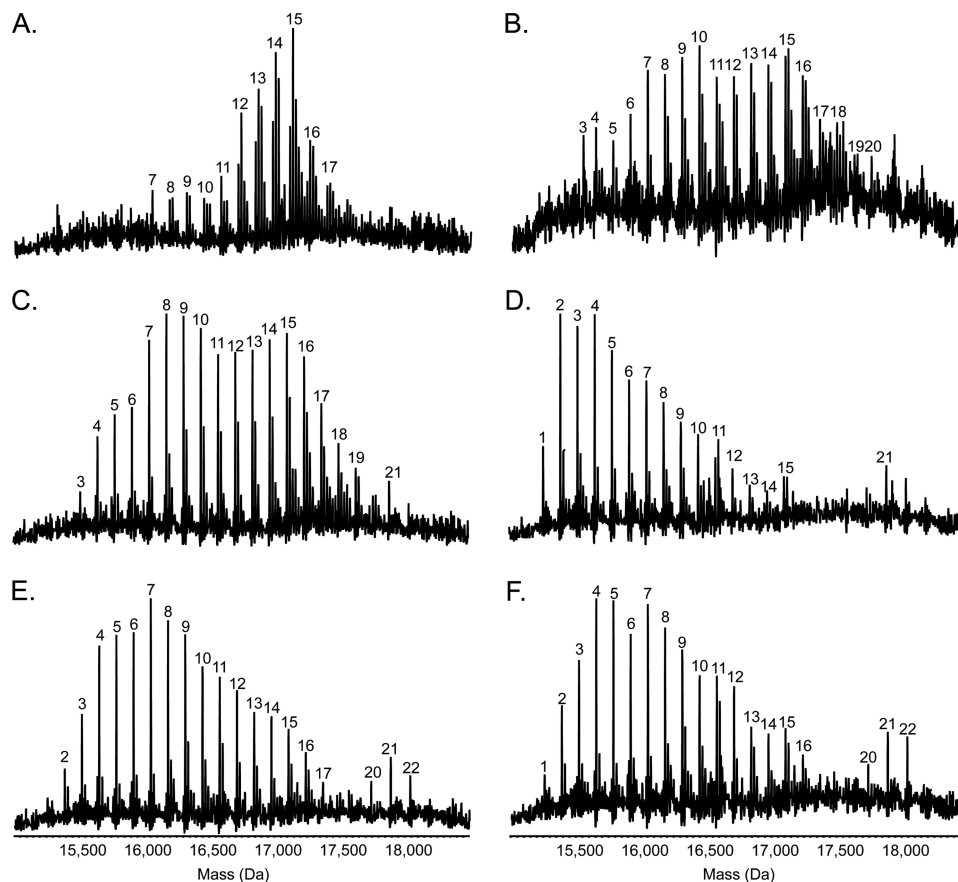 A.
7 8 9 10 11 12 13 14 15 16 17
B.
3 4 5 6 7 8 9 10 11 12 13 14 15 16 17 18 19 20
C.
3 4 5 6 7 8 9 10 11 12 13 14 15 16 17 18 19 21
D.
1 2 3 4 5 6 7 8 9 10 11 12 13 14 15 21
E.
2 3 4 5 6 7 8 9 10 11 12 13 14 15 16 17 20 21 22
F.
1 2 3 4 5 6 7 8 9 10 11 12 13 14 15 16 20 21 22
15,500 16,000 16,500 17,000 17,500 18,000
Mass (Da)
15,500 16,000 16,500 17,000 17,500 18,000
Mass (Da)